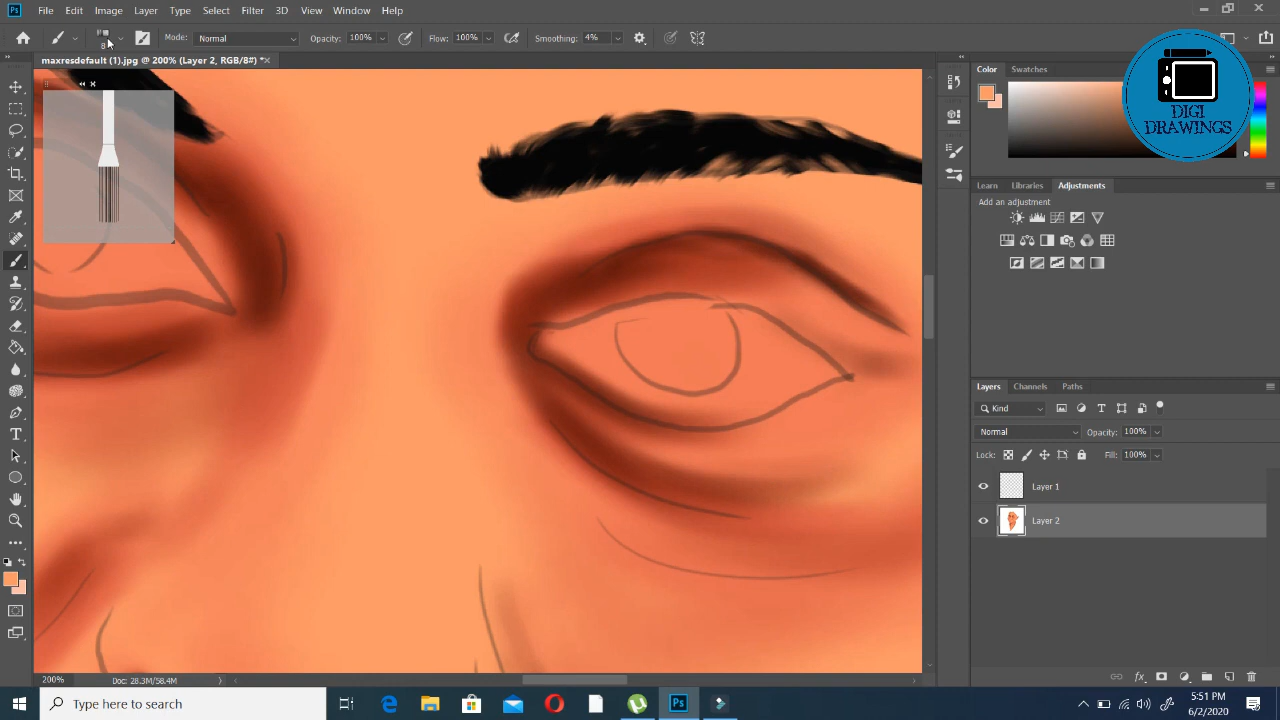 Ps File Edit Image Layer Type Select Filter 3D View Window Help
8 Mode: Normal Opacity: 100% Flow: 100% Smoothing: 4%
maxresdefault (1).jpg @ 200% (Layer 2, RGB/8#) *
Color Swatches
DIGI
DRAWINGS
Learn Libraries Adjustments
Add an adjustment
Layers Channels Paths
Kind
Normal Opacity: 100%
Lock: Fill: 100%
Layer 1
Layer 2
200% Doc: 28.3M/58.4M
Type here to search
Ps
5:51 PM
6/2/2020